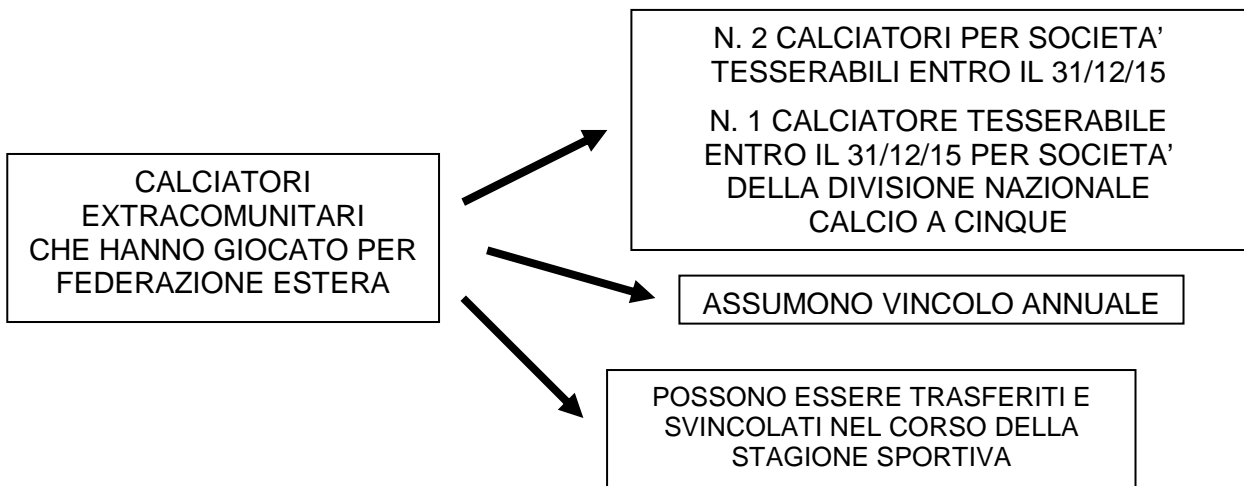 CALCIATORI
EXTRACOMUNITARI
CHE HANNO GIOCATO PER
FEDERAZIONE ESTERA
N. 2 CALCIATORI PER SOCIETA'
TESSERABILI ENTRO IL 31/12/15
N. 1 CALCIATORE TESSERABILE
ENTRO IL 31/12/15 PER SOCIETA'
DELLA DIVISIONE NAZIONALE
CALCIO A CINQUE
ASSUMONO VINCOLO ANNUALE
POSSONO ESSERE TRASFERITI E
SVINCOLATI NEL CORSO DELLA
STAGIONE SPORTIVA